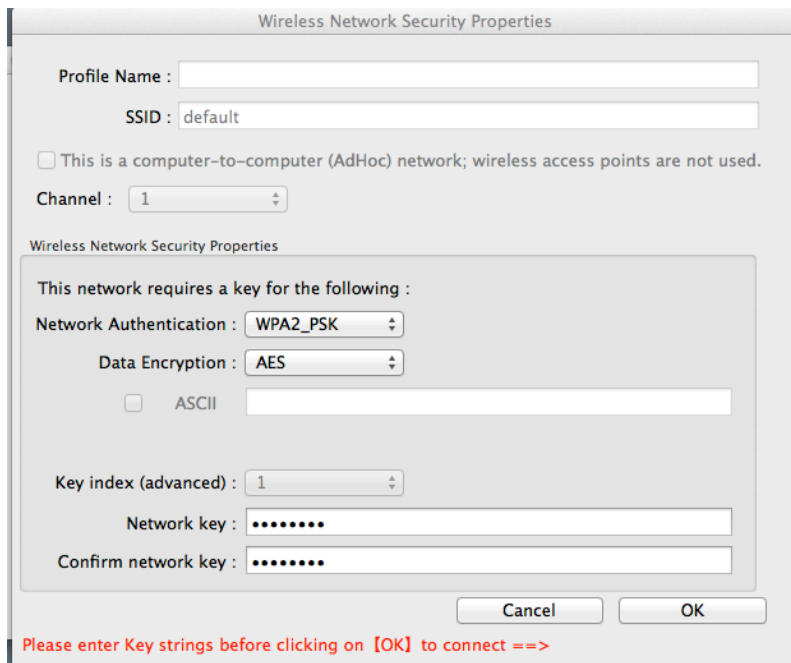 Wireless Network Security Properties
Profile Name :
SSID : default
This is a computer-to-computer (AdHoc) network; wireless access points are not used.
Channel : 1
Wireless Network Security Properties
This network requires a key for the following :
Network Authentication : WPA2_PSK
Data Encryption : AES
ASCII
Key index (advanced) : 1
Network key : ••••••••
Confirm network key : ••••••••
Cancel OK
Please enter Key strings before clicking on【OK】to connect ==>